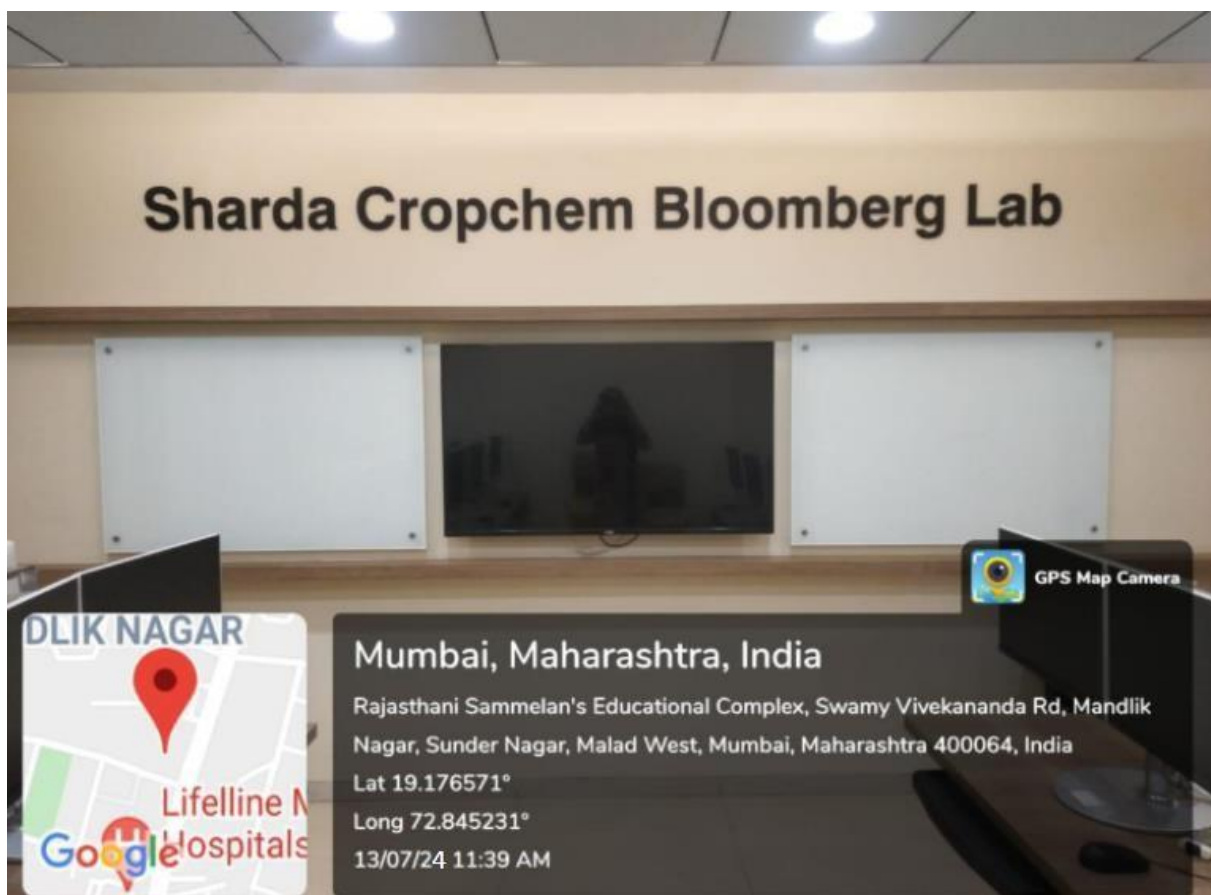 Sharda Cropchem Bloomberg Lab
GPS Map Camera
DLIK NAGAR
Lifelline
Hospitals
Google
Mumbai, Maharashtra, India
Rajasthani Sammelan's Educational Complex, Swamy Vivekananda Rd, Mandlik
Nagar, Sunder Nagar, Malad West, Mumbai, Maharashtra 400064, India
Lat 19.176571°
Long 72.845231°
13/07/24 11:39 AM